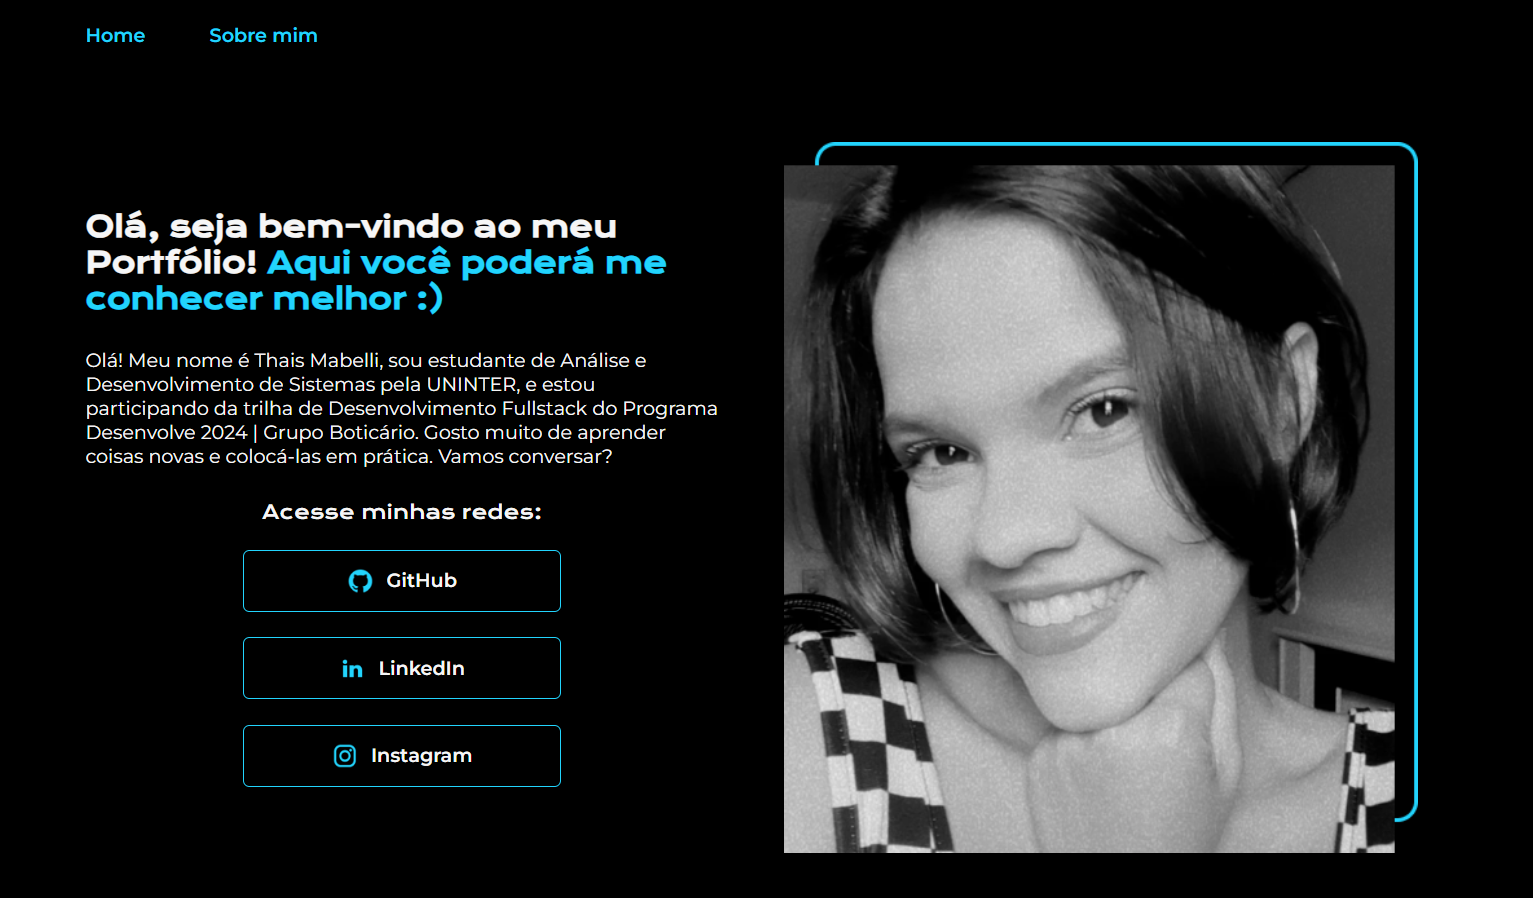 Home
Sobre mim
Olá, seja bem-vindo ao meu
Portfólio! Aqui você poderá me
conhecer melhor :)
Olá! Meu nome é Thais Mabelli, sou estudante de Análise e
Desenvolvimento de Sistemas pela UNINTER, e estou
participando da trilha de Desenvolvimento Fullstack do Programa
Desenvolve 2024 | Grupo Boticário. Gosto muito de aprender
coisas novas e colocá-las em prática. Vamos conversar?
Acesse minhas redes:
GitHub
LinkedIn
Instagram